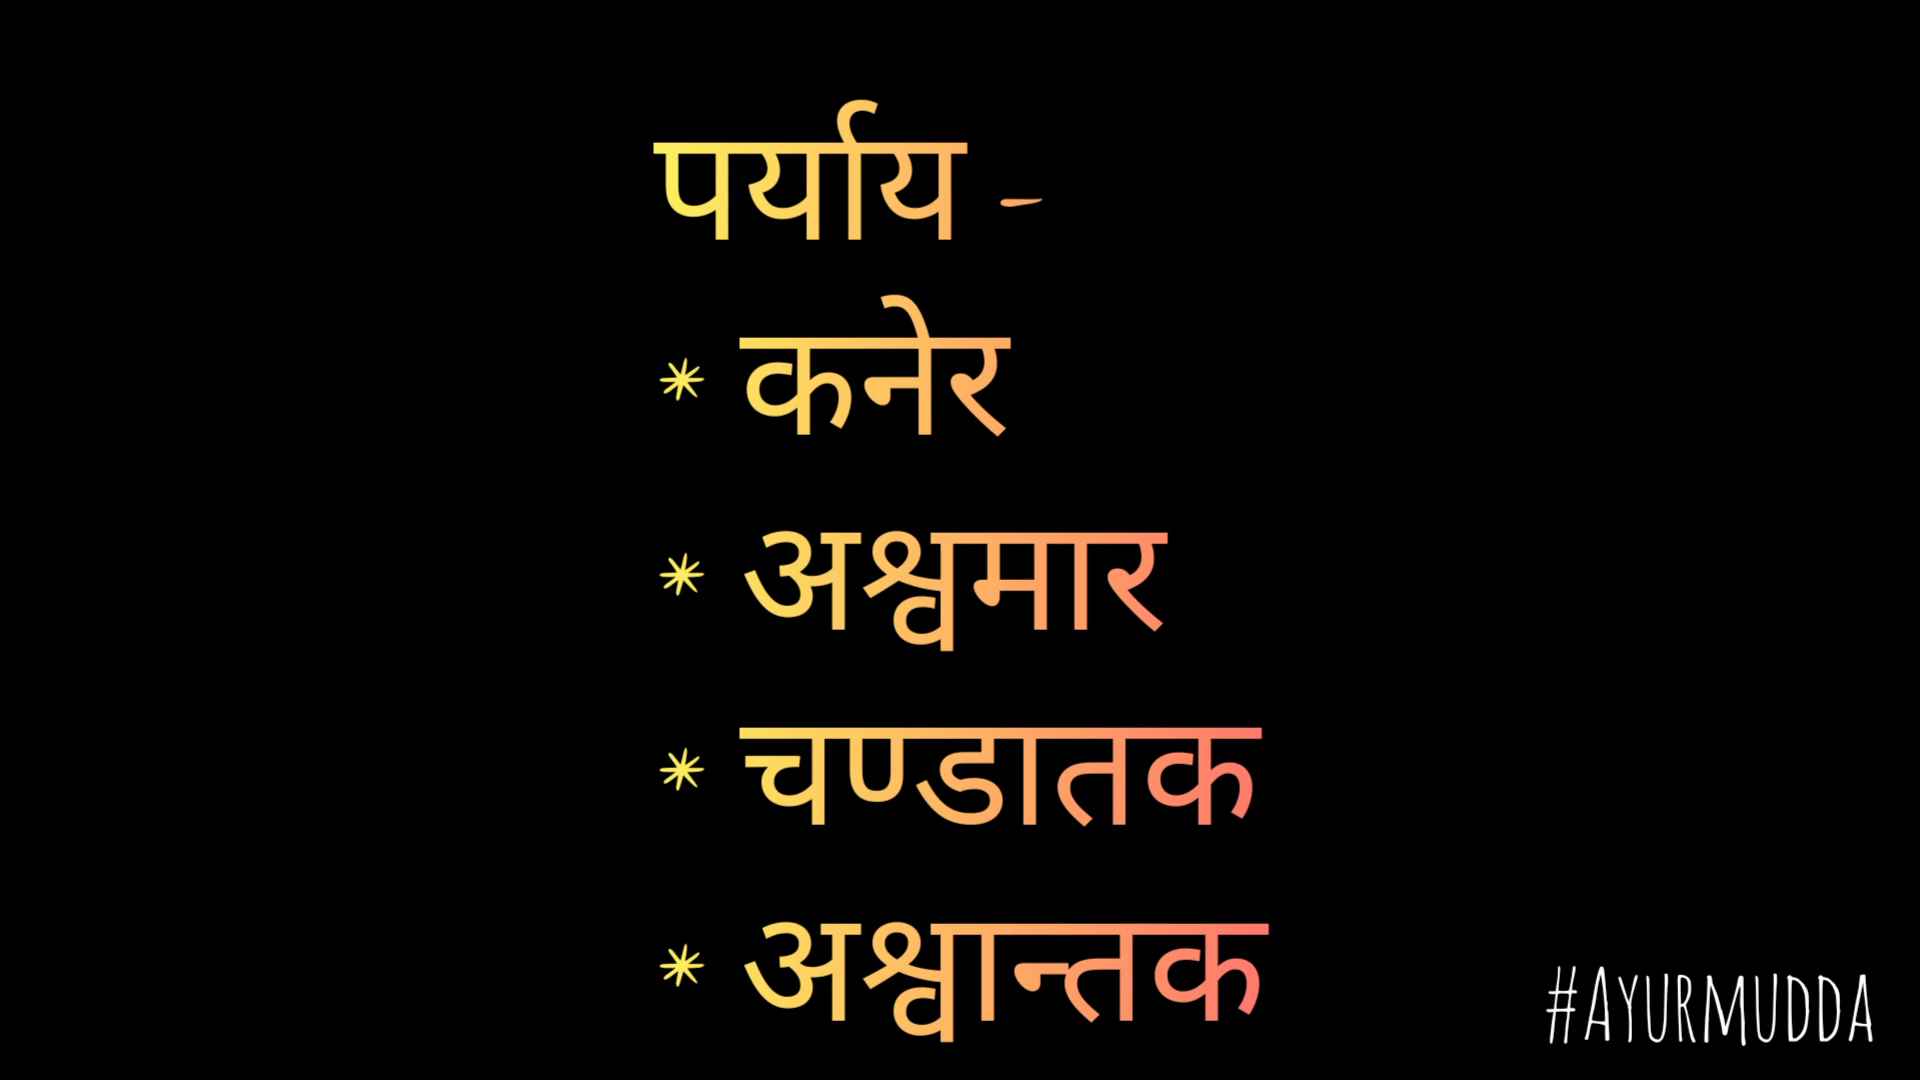 पर्याय -
* कनेर
* अश्वमार
* चण्डातक
* अश्वान्तक
#AYURMUDDA